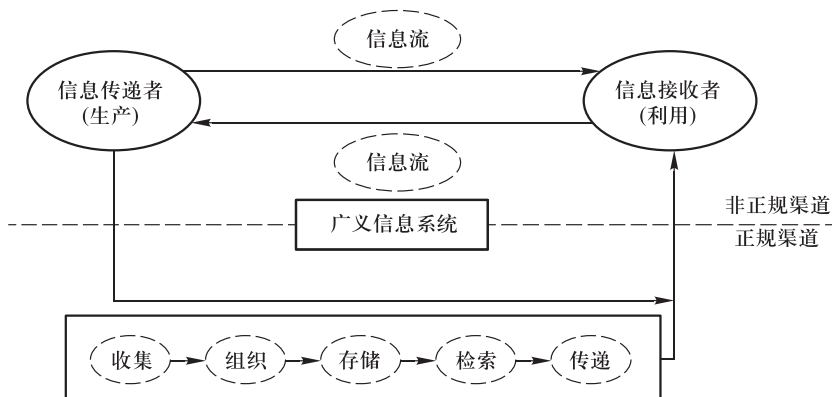 信息流
信息传递者
(生产)
信息接收者
(利用)
信息流
广义信息系统
非正规渠道
正规渠道
收集
组织
存储
检索
传递